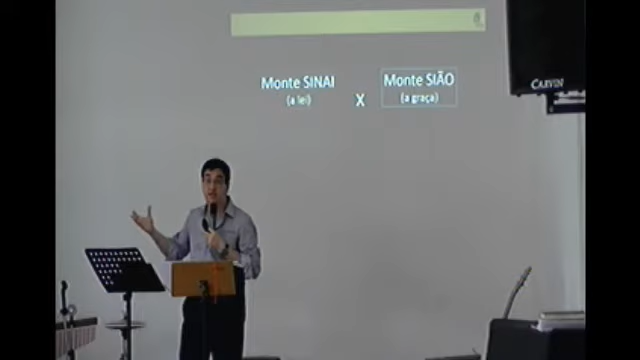 Monte SINAI
(a lei)
X
Monte SIÃO
(a graça)
CARVIN